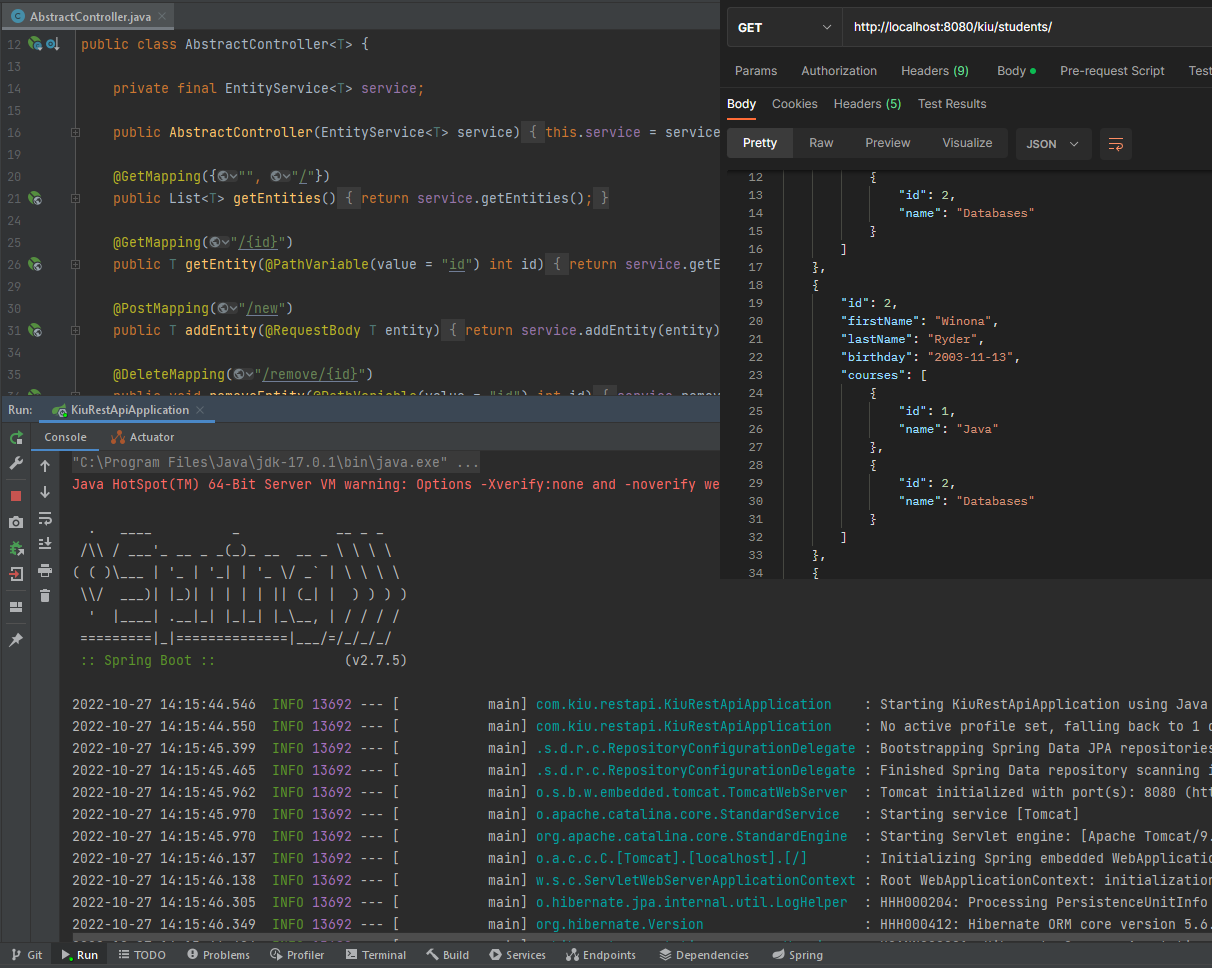 AbstractController.java
12 public class AbstractController<T> {
13
14 private final EntityService<T> service;
15
16 public AbstractController(EntityService<T> service) { this.service = service
19
20 @GetMapping({"", "/"})
21 public List<T> getEntities() { return service.getEntities(); }
24
25 @GetMapping("/{id}")
26 public T getEntity(@PathVariable(value = "id") int id) { return service.getE
29
30 @PostMapping("/new")
31 public T addEntity(@RequestBody T entity) { return service.addEntity(entity)
34
35 @DeleteMapping("/remove/{id}")
36 public void removeEntity(@PathVariable(value = "id") int id) { service.remov
GET http://localhost:8080/kiu/students/
Params Authorization Headers (9) Body Pre-request Script Test
Body Cookies Headers (5) Test Results
Pretty Raw Preview Visualize JSON
12 {
13 "id": 2,
14 "name": "Databases"
15 }
16 ]
17 },
18 {
19 "id": 2,
20 "firstName": "Winona",
21 "lastName": "Ryder",
22 "birthday": "2003-11-13",
23 "courses": [
24 {
25 "id": 1,
26 "name": "Java"
27 },
28 {
29 "id": 2,
30 "name": "Databases"
31 }
32 ]
33 },
34 {
Run: KiuRestApiApplication
Console Actuator
"C:\Program Files\Java\jdk-17.0.1\bin\java.exe" ...
Java HotSpot(TM) 64-Bit Server VM warning: Options -Xverify:none and -noverify we
  .   ____          _            __ _ _
 /\\ / ___'_ __ _ _(_)_ __  __ _ \ \ \ \
( ( )\___ | '_ | '_| | '_ \/ _` | \ \ \ \
 \\/  ___)| |_)| | | | | || (_| |  ) ) ) )
  '  |____| .__|_| |_|_| |_\__, | / / / /
 =========|_|==============|___/=/_/_/_/
:: Spring Boot :: (v2.7.5)
2022-10-27 14:15:44.546 INFO 13692 --- [ main] com.kiu.restapi.KiuRestApiApplication : Starting KiuRestApiApplication using Java
2022-10-27 14:15:44.550 INFO 13692 --- [ main] com.kiu.restapi.KiuRestApiApplication : No active profile set, falling back to 1 d
2022-10-27 14:15:45.399 INFO 13692 --- [ main] .s.d.r.c.RepositoryConfigurationDelegate : Bootstrapping Spring Data JPA repositories
2022-10-27 14:15:45.465 INFO 13692 --- [ main] .s.d.r.c.RepositoryConfigurationDelegate : Finished Spring Data repository scanning i
2022-10-27 14:15:45.962 INFO 13692 --- [ main] o.s.b.w.embedded.tomcat.TomcatWebServer : Tomcat initialized with port(s): 8080 (htt
2022-10-27 14:15:45.970 INFO 13692 --- [ main] o.apache.catalina.core.StandardService : Starting service [Tomcat]
2022-10-27 14:15:45.970 INFO 13692 --- [ main] org.apache.catalina.core.StandardEngine : Starting Servlet engine: [Apache Tomcat/9.
2022-10-27 14:15:46.137 INFO 13692 --- [ main] o.a.c.c.C.[Tomcat].[localhost].[/] : Initializing Spring embedded WebApplicatio
2022-10-27 14:15:46.138 INFO 13692 --- [ main] w.s.c.ServletWebServerApplicationContext : Root WebApplicationContext: initialization
2022-10-27 14:15:46.305 INFO 13692 --- [ main] o.hibernate.jpa.internal.util.LogHelper : HHH000204: Processing PersistenceUnitInfo
2022-10-27 14:15:46.349 INFO 13692 --- [ main] org.hibernate.Version : HHH000412: Hibernate ORM core version 5.6.
Git Run TODO Problems Profiler Terminal Build Services Endpoints Dependencies Spring